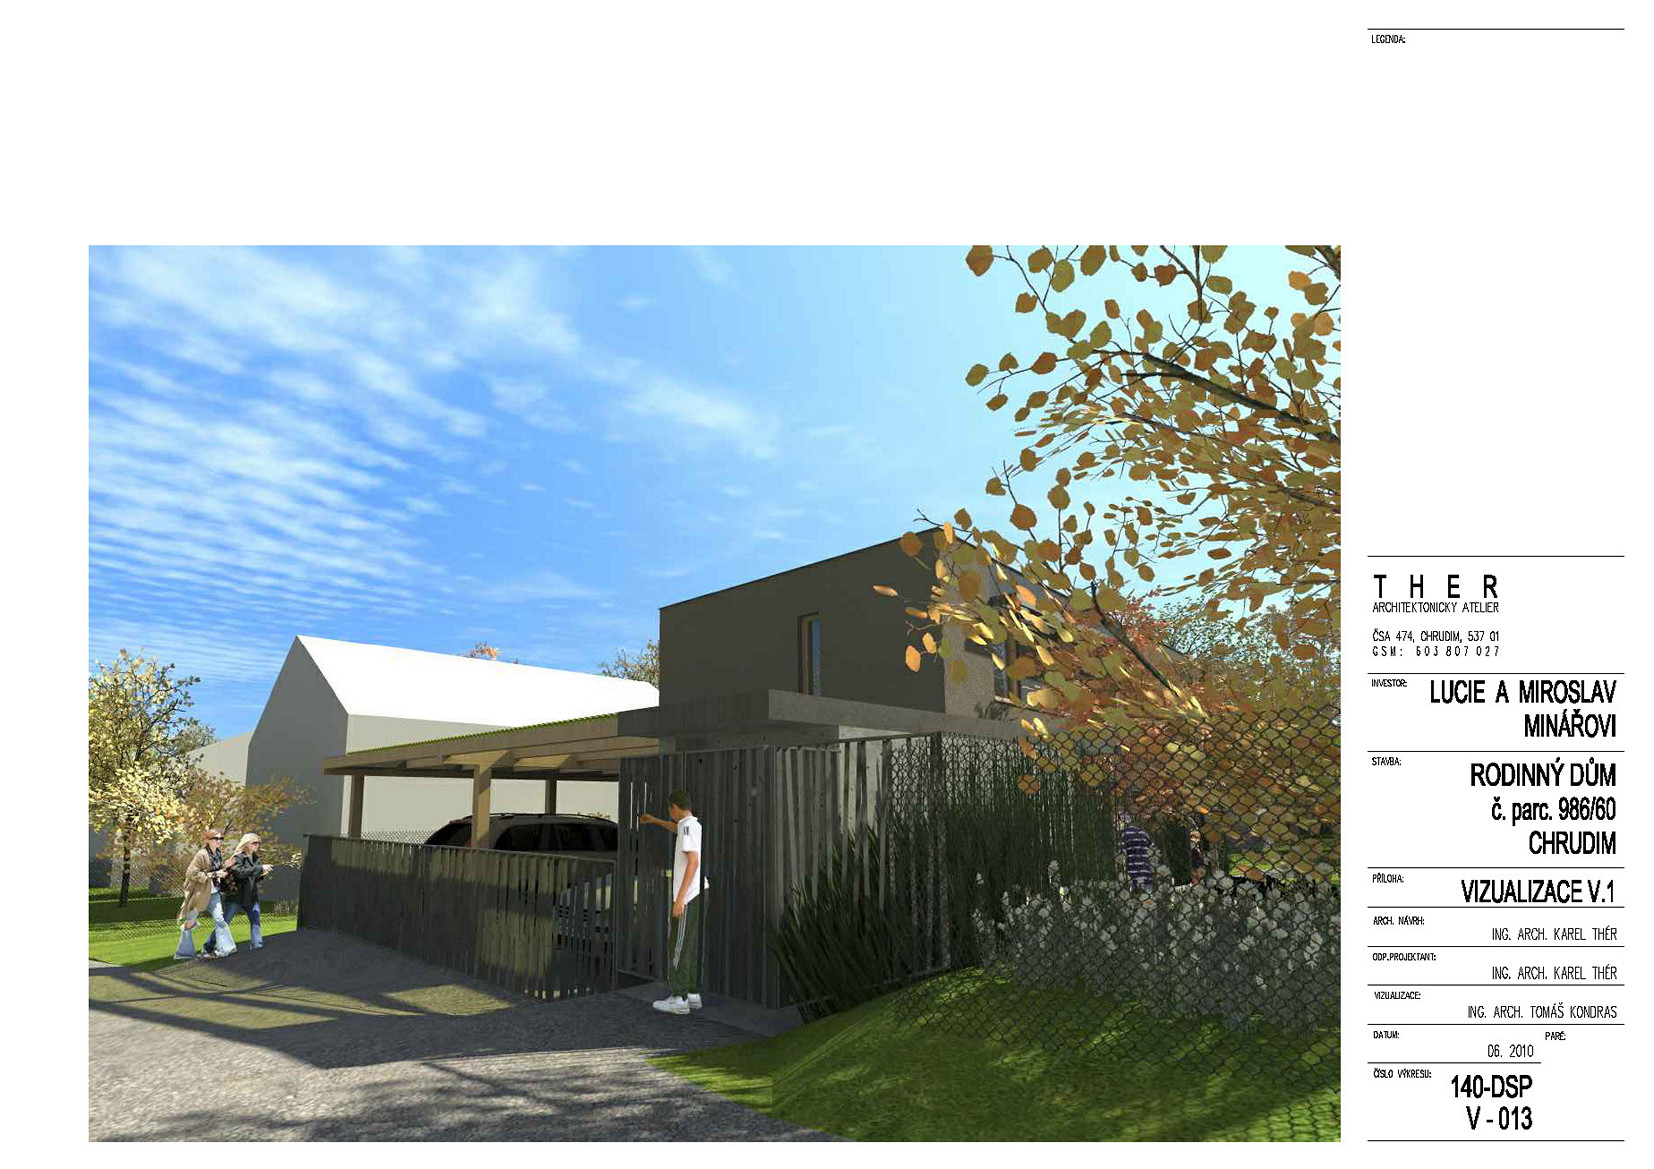 LEGENDA:
T H E R
ARCHITEKTONICKÝ ATELIER
ČSA 474, CHRUDIM, 537 01
GSM: 603 807 027
INVESTOR:
LUCIE A MIROSLAV
MINÁŘOVI
STAVBA:
RODINNÝ DŮM
č. parc. 986/60
CHRUDIM
PŘÍLOHA:
VIZUALIZACE V.1
ARCH. NÁVRH:
ING. ARCH. KAREL THÉR
ODP.PROJEKTANT:
ING. ARCH. KAREL THÉR
VIZUALIZACE:
ING. ARCH. TOMÁŠ KONDRAS
DATUM:
PARÉ:
06. 2010
ČÍSLO VÝKRESU:
140-DSP
V - 013